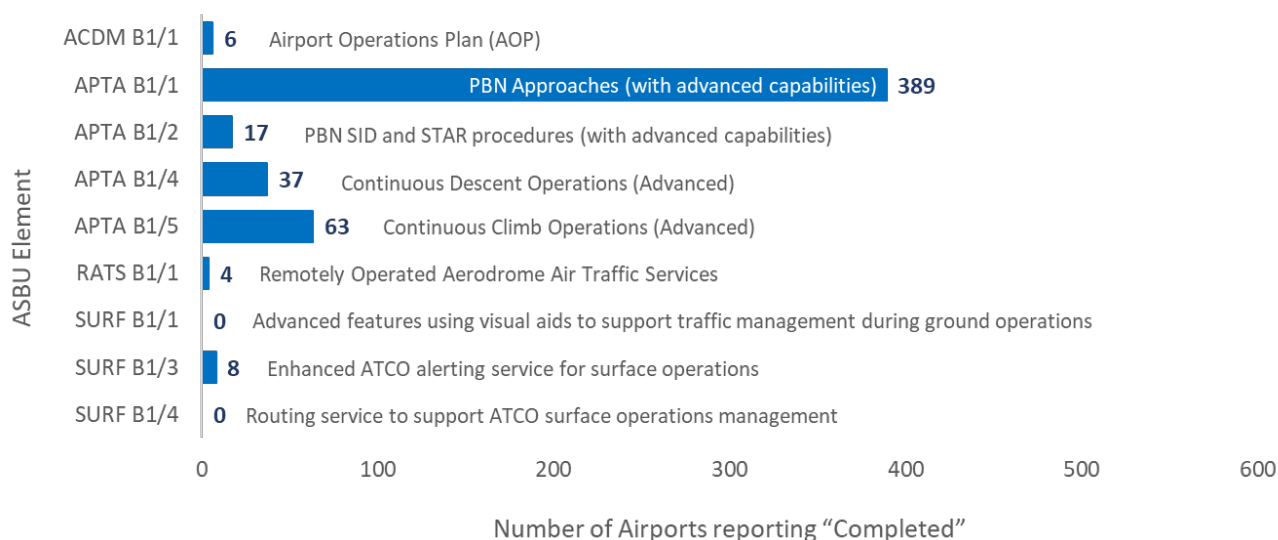 ACDM B1/1 6 Airport Operations Plan (AOP)
APTA B1/1 PBN Approaches (with advanced capabilities) 389
APTA B1/2 17 PBN SID and STAR procedures (with advanced capabilities)
APTA B1/4 37 Continuous Descent Operations (Advanced)
APTA B1/5 63 Continuous Climb Operations (Advanced)
RATS B1/1 4 Remotely Operated Aerodrome Air Traffic Services
SURF B1/1 0 Advanced features using visual aids to support traffic management during ground operations
SURF B1/3 8 Enhanced ATCO alerting service for surface operations
SURF B1/4 0 Routing service to support ATCO surface operations management
ASBU Element
0 100 200 300 400 500 600
Number of Airports reporting “Completed”